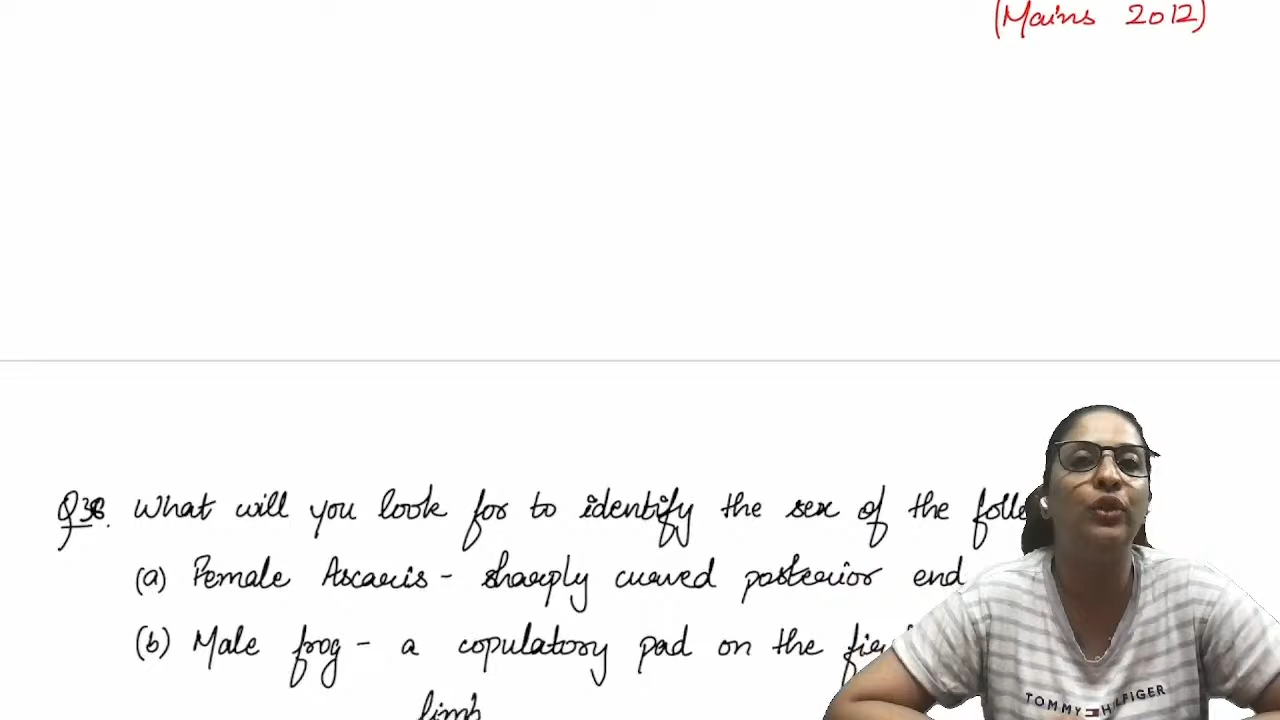 (Mains 2012)
Q38. What will you look for to identify the sex of the
(a) Female Ascaris - sharply curved posterior end
(b) Male frog - a copulatory pad on the
limb
TOMMY HILFIGER